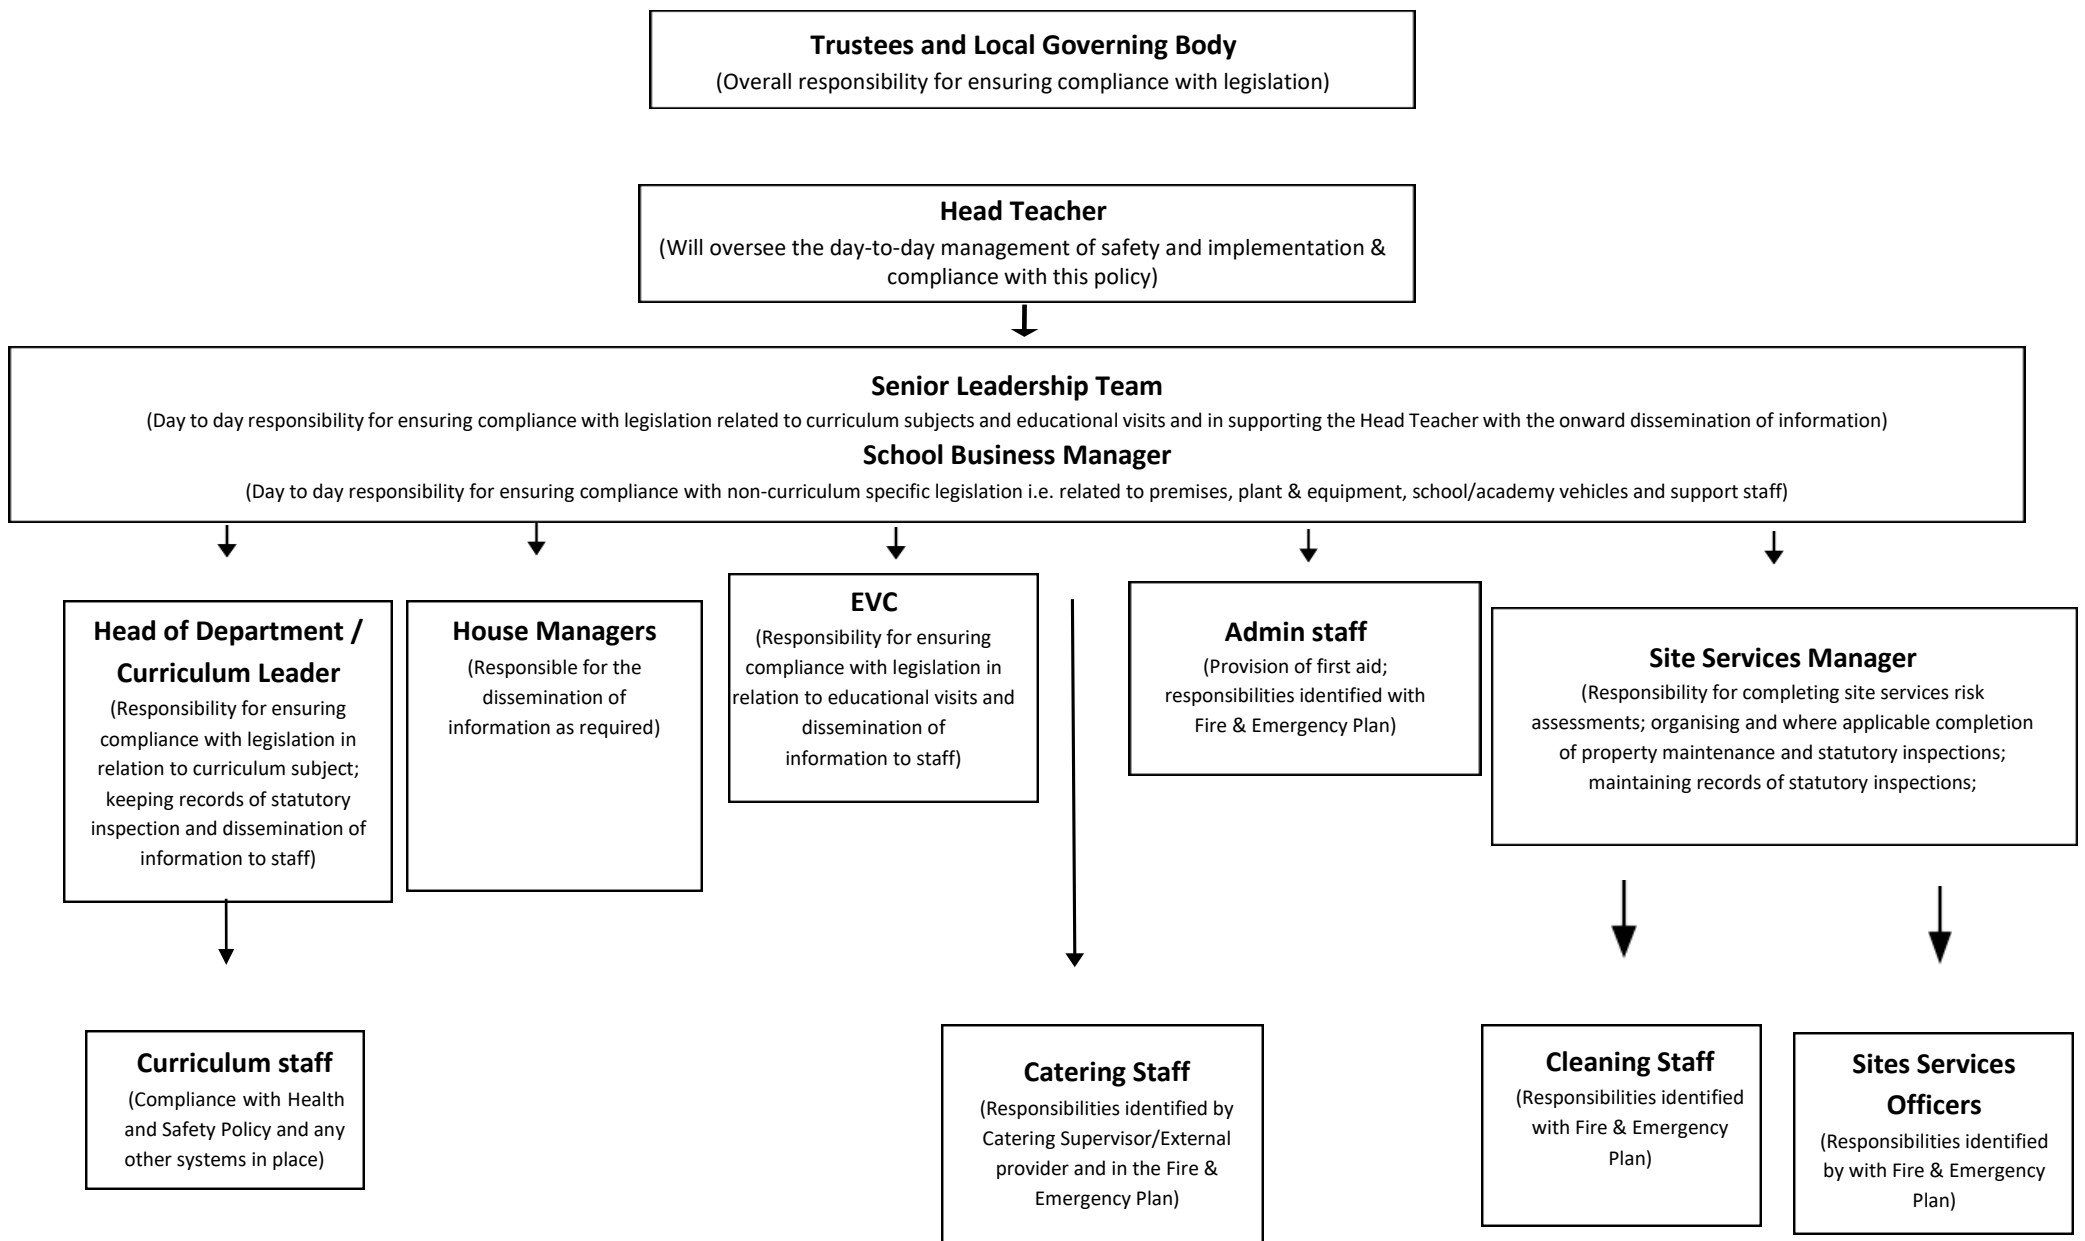 Trustees and Local Governing Body
(Overall responsibility for ensuring compliance with legislation)
Head Teacher
(Will oversee the day-to-day management of safety and implementation &
compliance with this policy)
Senior Leadership Team
(Day to day responsibility for ensuring compliance with legislation related to curriculum subjects and educational visits and in supporting the Head Teacher with the onward dissemination of information)
School Business Manager
(Day to day responsibility for ensuring compliance with non-curriculum specific legislation i.e. related to premises, plant & equipment, school/academy vehicles and support staff)
Head of Department /
Curriculum Leader
(Responsibility for ensuring
compliance with legislation in
relation to curriculum subject;
keeping records of statutory
inspection and dissemination of
information to staff)
House Managers
(Responsible for the
dissemination of
information as required)
EVC
(Responsibility for ensuring
compliance with legislation in
relation to educational visits and
dissemination of
information to staff)
Admin staff
(Provision of first aid;
responsibilities identified with
Fire & Emergency Plan)
Site Services Manager
(Responsibility for completing site services risk
assessments; organising and where applicable completion
of property maintenance and statutory inspections;
maintaining records of statutory inspections;
Curriculum staff
(Compliance with Health
and Safety Policy and any
other systems in place)
Catering Staff
(Responsibilities identified by
Catering Supervisor/External
provider and in the Fire &
Emergency Plan)
Cleaning Staff
(Responsibilities identified
with Fire & Emergency
Plan)
Sites Services
Officers
(Responsibilities identified
by with Fire & Emergency
Plan)